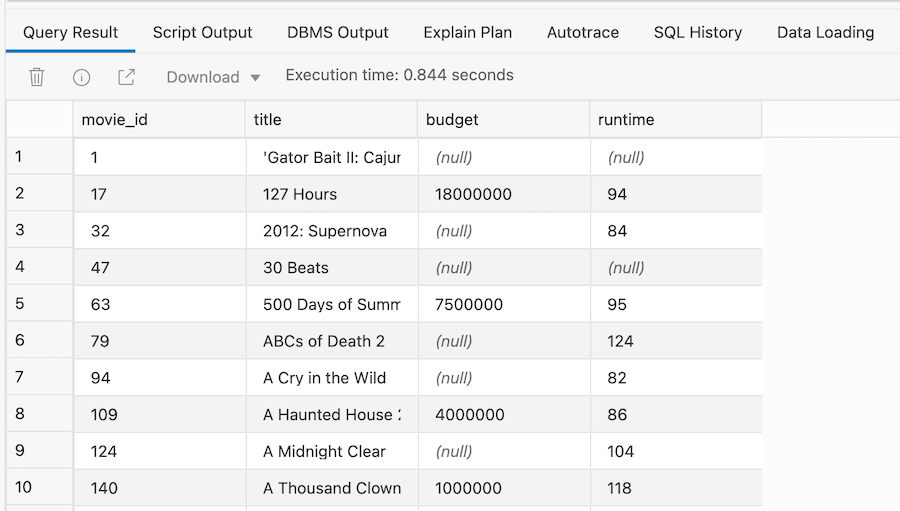 Query Result Script Output DBMS Output Explain Plan Autotrace SQL History Data Loading
Download Execution time: 0.844 seconds
movie_id title budget runtime
1 1 'Gator Bait II: Cajun (null) (null)
2 17 127 Hours 18000000 94
3 32 2012: Supernova (null) 84
4 47 30 Beats (null) (null)
5 63 500 Days of Summ 7500000 95
6 79 ABCs of Death 2 (null) 124
7 94 A Cry in the Wild (null) 82
8 109 A Haunted House 4000000 86
9 124 A Midnight Clear (null) 104
10 140 A Thousand Clown 1000000 118